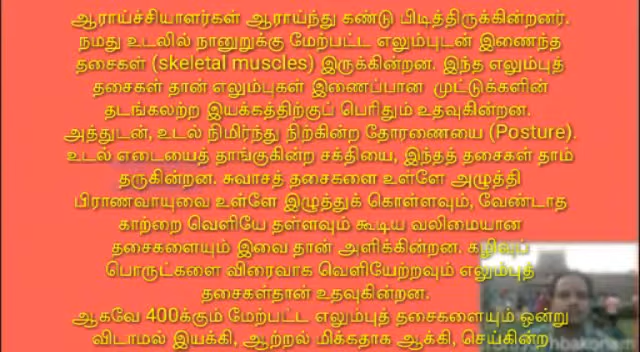 ஆராய்ச்சியாளர்கள் ஆராய்ந்து கண்டு பிடித்திருக்கின்றனர்.
நமது உடலில் நானூறுக்கு மேற்பட்ட எலும்புடன் இணைந்த
தசைகள் (skeletal muscles) இருக்கின்றன. இந்த எலும்புத்
தசைகள் தான் எலும்புகள் இணைப்பான முட்டுக்களின்
தடங்கலற்ற இயக்கத்திற்குப் பெரிதும் உதவுகின்றன.
அத்துடன், உடல் நிமிர்ந்து நிற்கின்ற தோரணையை (Posture).
உடல் எடையைத் தாங்குகின்ற சக்தியை, இந்தத் தசைகள் தாம்
தருகின்றன. சுவாசத் தசைகளை உள்ளே அழுத்தி
பிராணவாயுவை உள்ளே இழுத்துக் கொள்ளவும், வேண்டாத
காற்றை வெளியே தள்ளவும் கூடிய வலிமையான
தசைகளையும் இவை தான் அளிக்கின்றன. கழிவுப்
பொருட்களை விரைவாக வெளியேற்றவும் எலும்புத்
தசைகள்தான் உதவுகின்றன.
ஆகவே 400க்கும் மேற்பட்ட எலும்புத் தசைகளையும் ஒன்று
விடாமல் இயக்கி, ஆற்றல் மிக்கதாக ஆக்கி, செய்கின்ற